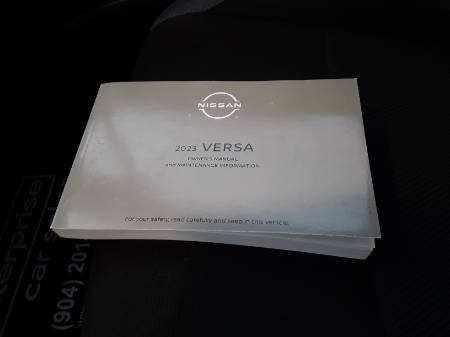 NISSAN
2023 VERSA
OWNER'S MANUAL
and MAINTENANCE INFORMATION
For your safety, read carefully and keep in this vehicle.
car
(904) 201